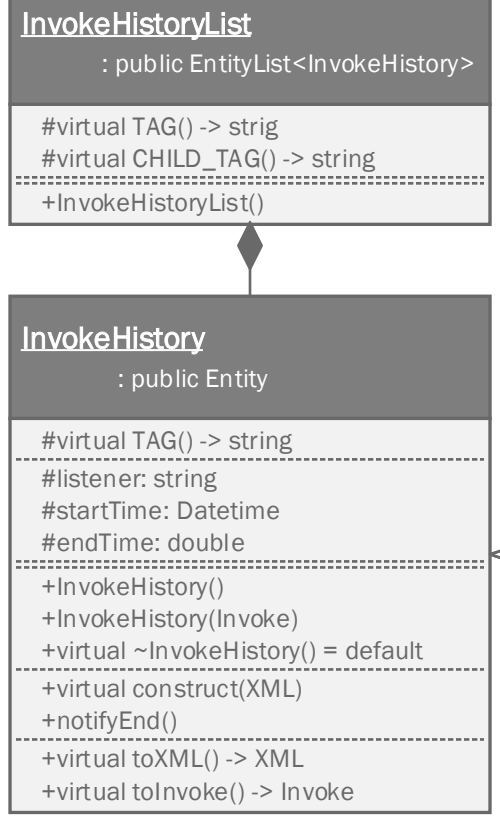 InvokeHistoryList
: public EntityList<InvokeHistory>
#virtual TAG() -> strig
#virtual CHILD_TAG() -> string
+InvokeHistoryList()
InvokeHistory
: public Entity
#virtual TAG() -> string
#listener: string
#startTime: Datetime
#endTime: double
+InvokeHistory()
+InvokeHistory(Invoke)
+virtual ~InvokeHistory() = default
+virtual construct(XML)
+notifyEnd()
+virtual toXML() -> XML
+virtual toInvoke() -> Invoke